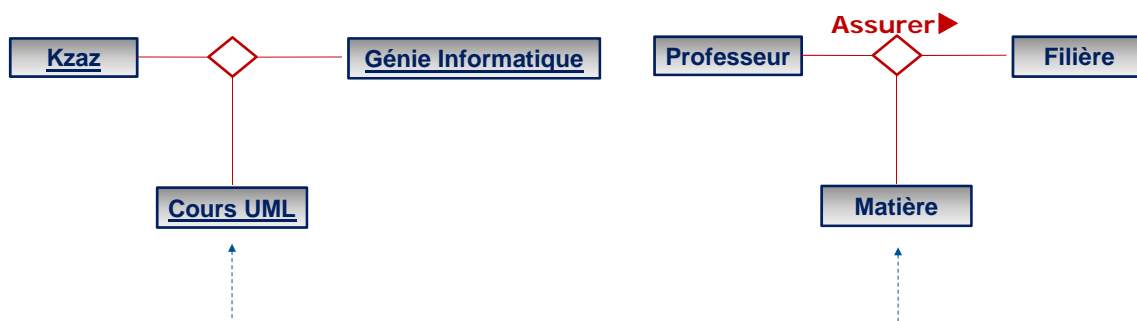 Assurer
Kzaz
Génie Informatique
Professeur
Filière
Cours UML
Matière